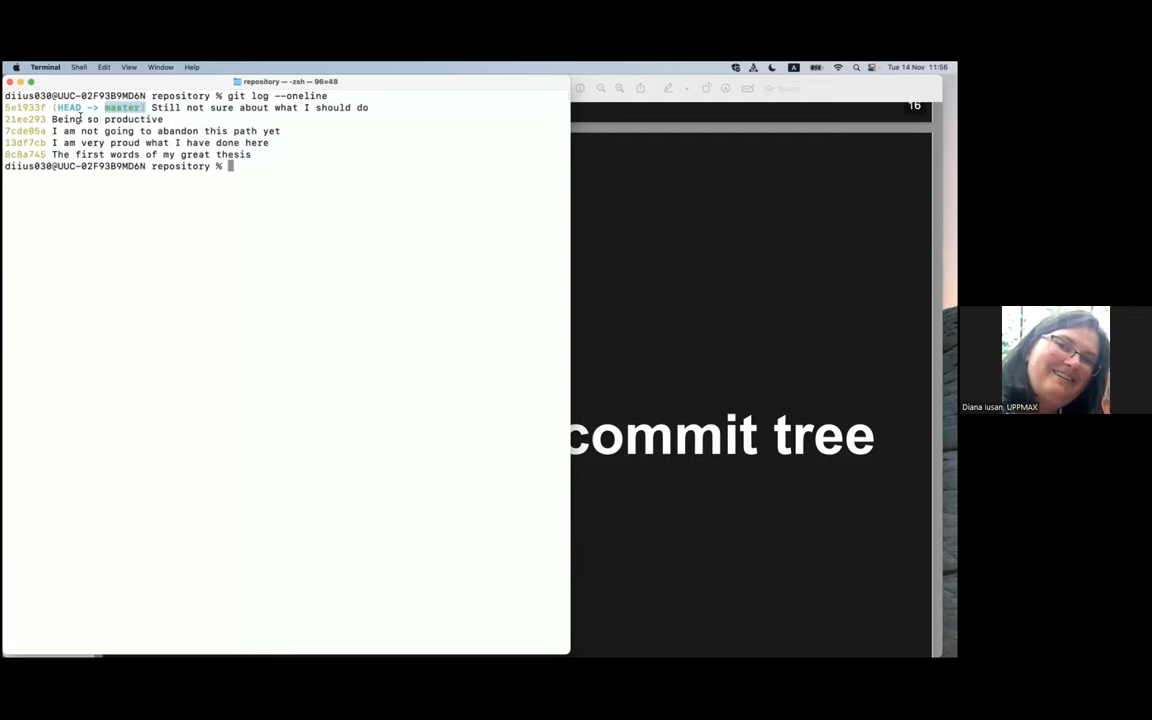 Terminal Shell Edit View Window Help
A Tue 14 Nov 11:56
repository — -zsh — 96×48
Search
diius030@UUC-02F93B9MD6N repository % git log --oneline
5e1933f (HEAD -> master) Still not sure about what I should do
21ee293 Being so productive
7cde05a I am not going to abandon this path yet
13df7cb I am very proud what I have done here
8c8a745 The first words of my great thesis
diius030@UUC-02F93B9MD6N repository %
16
commit tree
Diana Iusan, UPPMAX